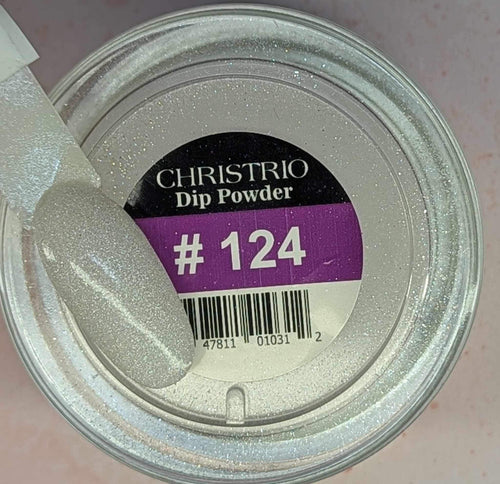 CHRISTRIO
Dip Powder
# 124
47811 01031 2